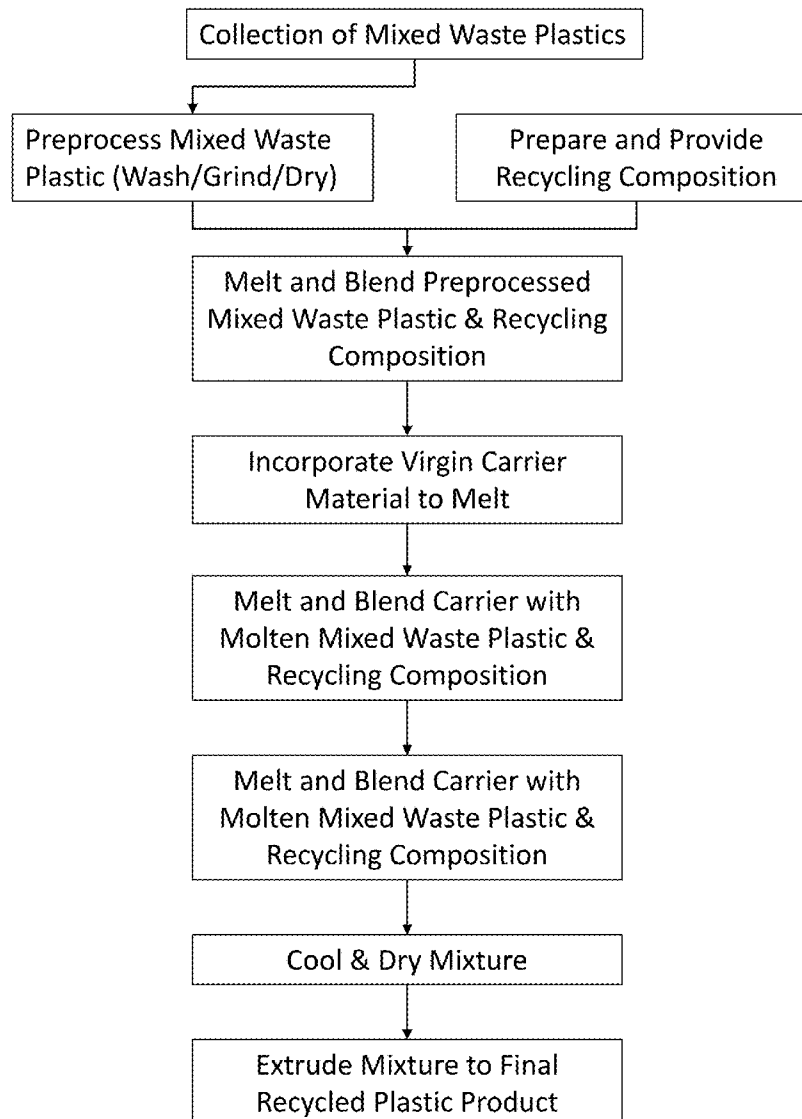 Collection of Mixed Waste Plastics
Preprocess Mixed Waste
Plastic (Wash/Grind/Dry)
Prepare and Provide
Recycling Composition
Melt and Blend Preprocessed
Mixed Waste Plastic & Recycling
Composition
Incorporate Virgin Carrier
Material to Melt
Melt and Blend Carrier with
Molten Mixed Waste Plastic &
Recycling Composition
Melt and Blend Carrier with
Molten Mixed Waste Plastic &
Recycling Composition
Cool & Dry Mixture
Extrude Mixture to Final
Recycled Plastic Product